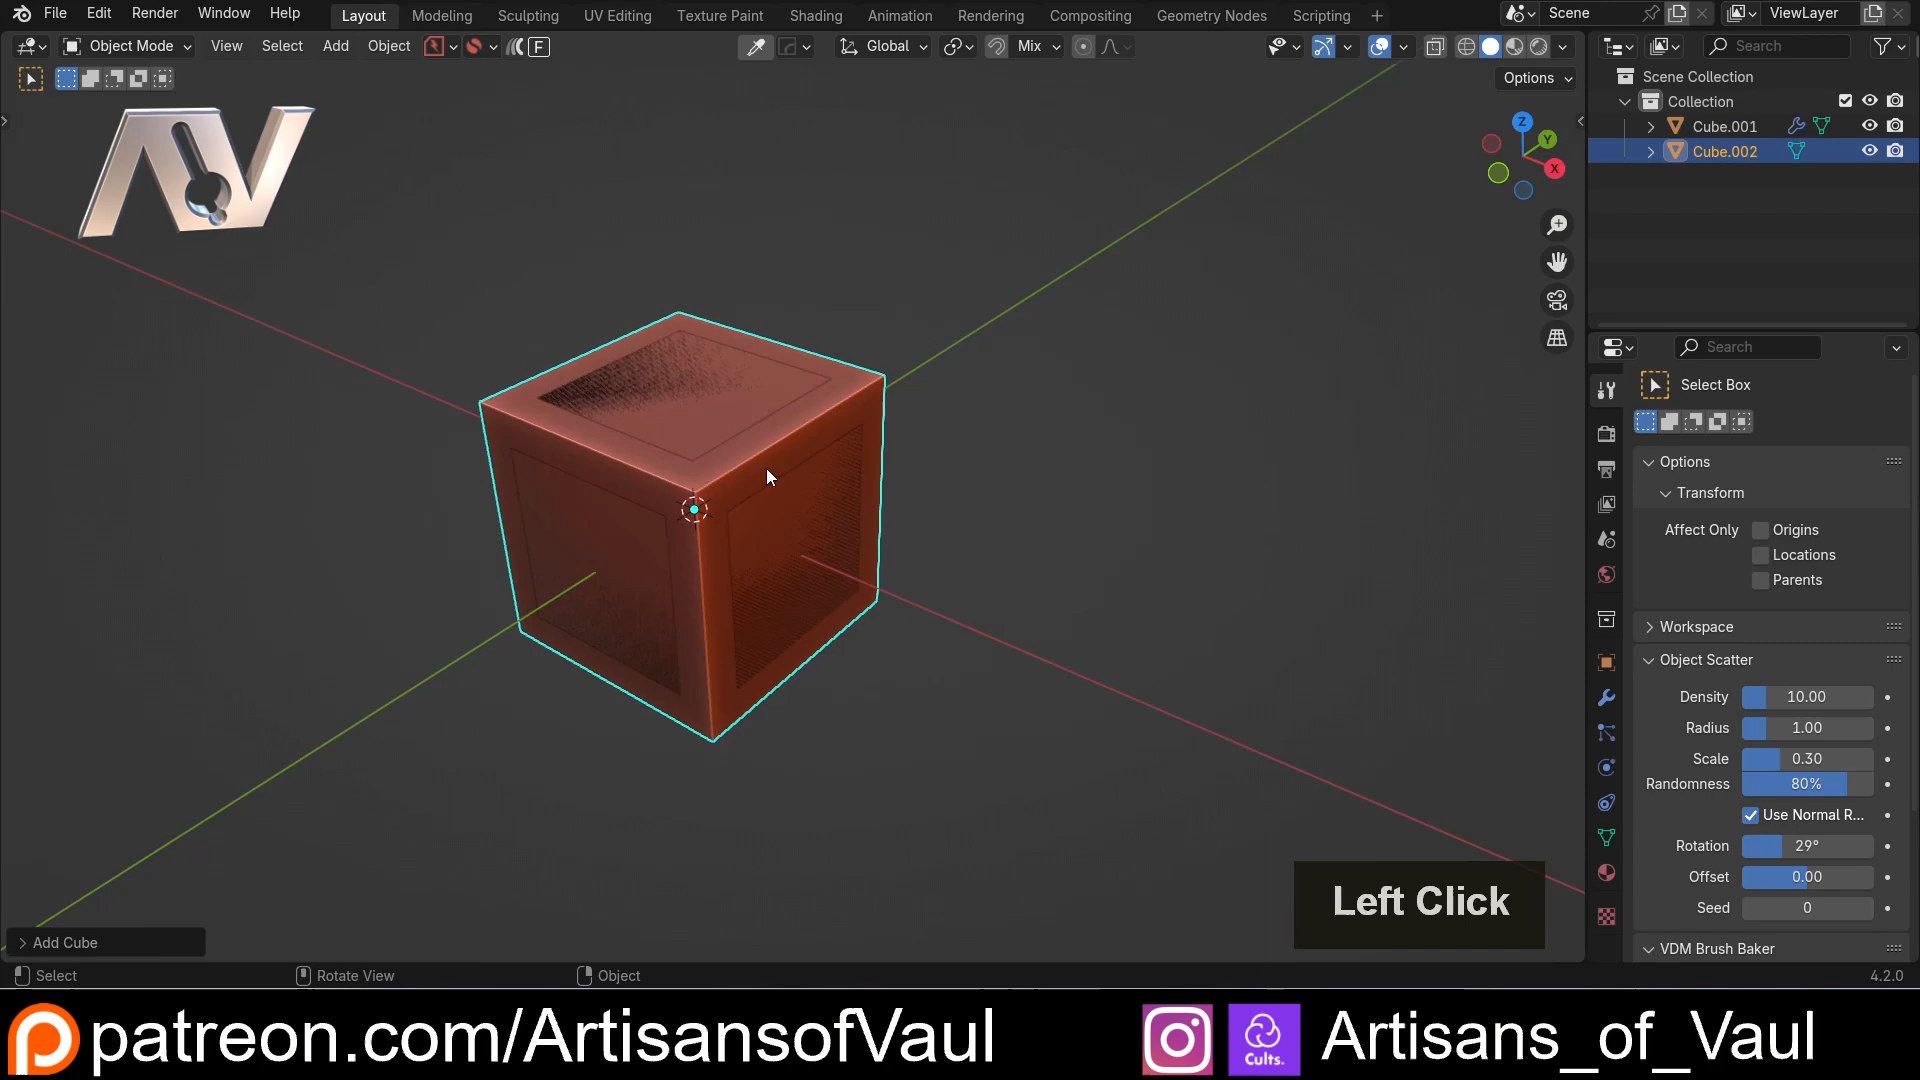 File Edit Render Window Help
Layout Modeling Sculpting UV Editing Texture Paint Shading Animation Rendering Compositing Geometry Nodes Scripting +
Scene
ViewLayer
Object Mode View Select Add Object F
Global
Mix
Search
Options
Scene Collection
Collection
Cube.001
Cube.002
Z
Y
X
AV
Search
Select Box
Options
Transform
Affect Only Origins
Locations
Parents
Workspace
Object Scatter
Density 10.00
Radius 1.00
Scale 0.30
Randomness 80%
Use Normal R...
Rotation 29°
Offset 0.00
Seed 0
VDM Brush Baker
Left Click
Add Cube
Select Rotate View Object 4.2.0
patreon.com/ArtisansofVaul
Cults.
Artisans_of_Vaul